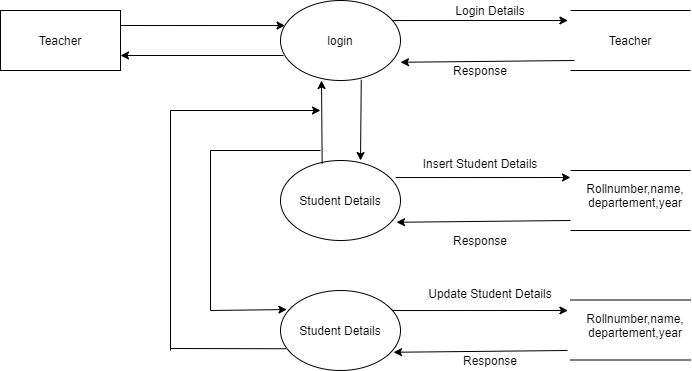 Login Details
Teacher
login
Teacher
Response
Insert Student Details
Student Details
Rollnumber,name,
departement,year
Response
Update Student Details
Student Details
Rollnumber,name,
departement,year
Response